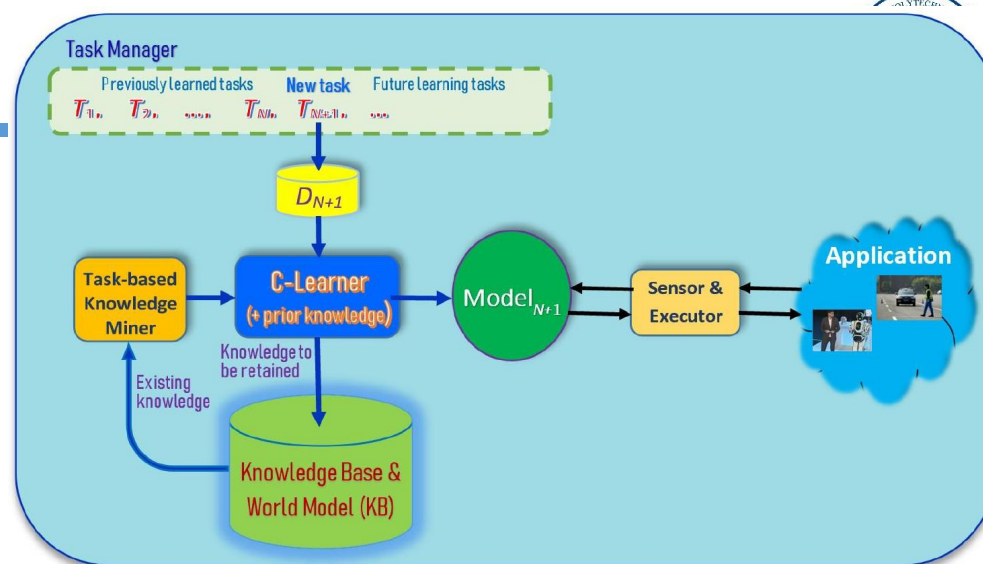 POLYTECH
Task Manager
Previously learned tasks New task Future learning tasks
T1, T2, ...., TN, TN+1, ...
DN+1
Task-based
Knowledge
Miner
C-Learner
(+ prior knowledge)
ModelN+1
Sensor &
Executor
Application
Knowledge to
be retained
Existing
knowledge
Knowledge Base &
World Model (KB)